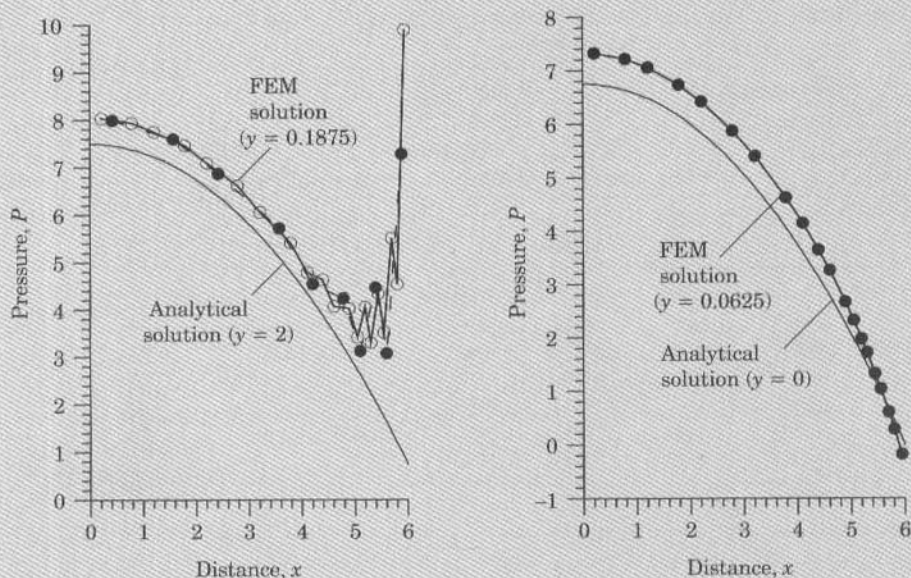 10
9
8
7
6
5
4
3
2
1
0
Pressure, P
FEM
solution
(y = 0.1875)
Analytical
solution (y = 2)
0 1 2 3 4 5 6
Distance, x
8
7
6
5
4
3
2
1
0
−1
Pressure, P
FEM
solution
(y = 0.0625)
Analytical
solution (y = 0)
0 1 2 3 4 5 6
Distance, x